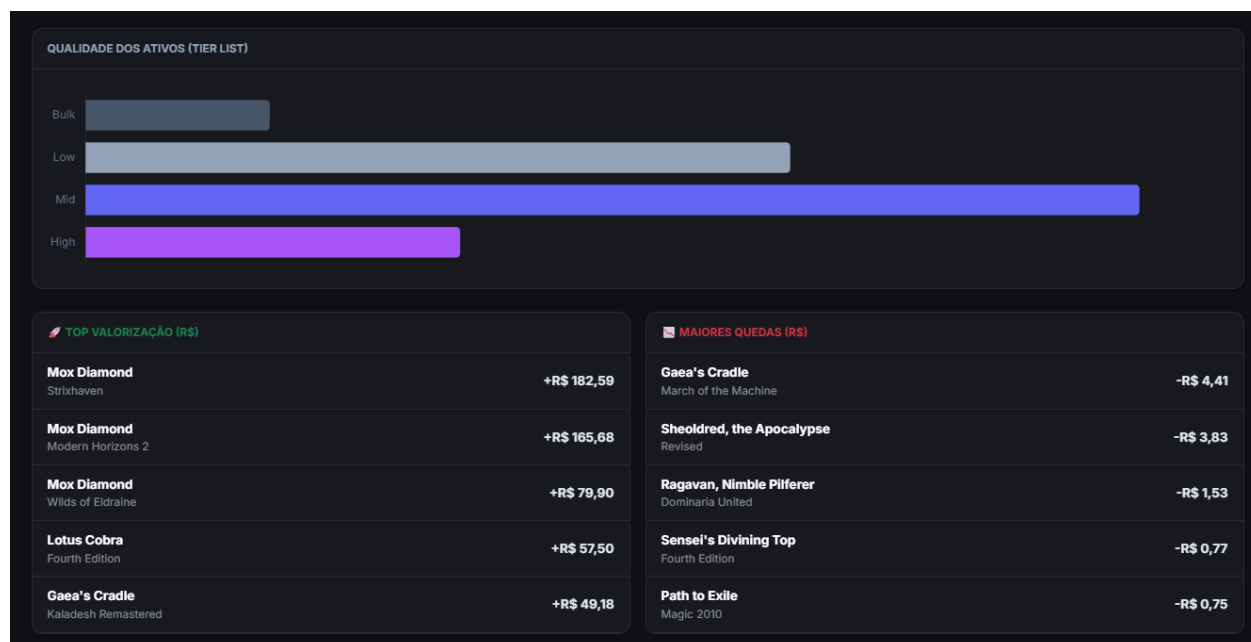 QUALIDADE DOS ATIVOS (TIER LIST)
Bulk
Low
Mid
High
🚀 TOP VALORIZAÇÃO (R$)
Mox Diamond
Strixhaven
+R$ 182,59
Mox Diamond
Modern Horizons 2
+R$ 165,68
Mox Diamond
Wilds of Eldraine
+R$ 79,90
Lotus Cobra
Fourth Edition
+R$ 57,50
Gaea's Cradle
Kaladesh Remastered
+R$ 49,18
📉 MAIORES QUEDAS (R$)
Gaea's Cradle
March of the Machine
-R$ 4,41
Sheoldred, the Apocalypse
Revised
-R$ 3,83
Ragavan, Nimble Pilferer
Dominaria United
-R$ 1,53
Sensei's Divining Top
Fourth Edition
-R$ 0,77
Path to Exile
Magic 2010
-R$ 0,75